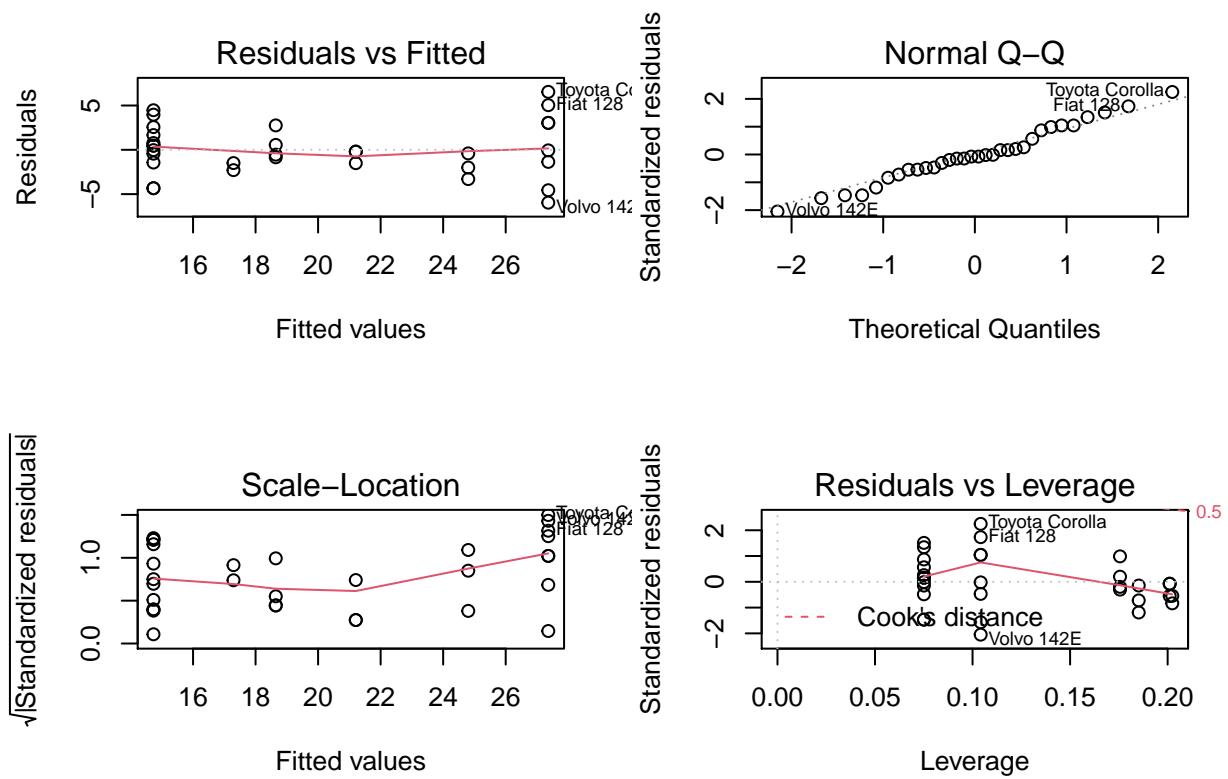 Residuals vs Fitted
Residuals
5
−5
Toyota Co
Fiat 128
Volvo 142
16 18 20 22 24 26
Fitted values
Normal Q−Q
Standardized residuals
2
0
−2
Toyota Corolla
Fiat 128
Volvo 142E
−2 −1 0 1 2
Theoretical Quantiles
Scale−Location
√|Standardized residuals|
1.0
0.0
Toyota Co
Volvo 142
Fiat 128
16 18 20 22 24 26
Fitted values
Residuals vs Leverage
Standardized residuals
2
0
−2
0.5
Toyota Corolla
Fiat 128
Cook's distance
Volvo 142E
0.00 0.05 0.10 0.15 0.20
Leverage